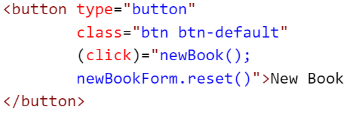 <button type="button"
class="btn btn-default"
(click)="newBook();
newBookForm.reset()">New Book
</button>